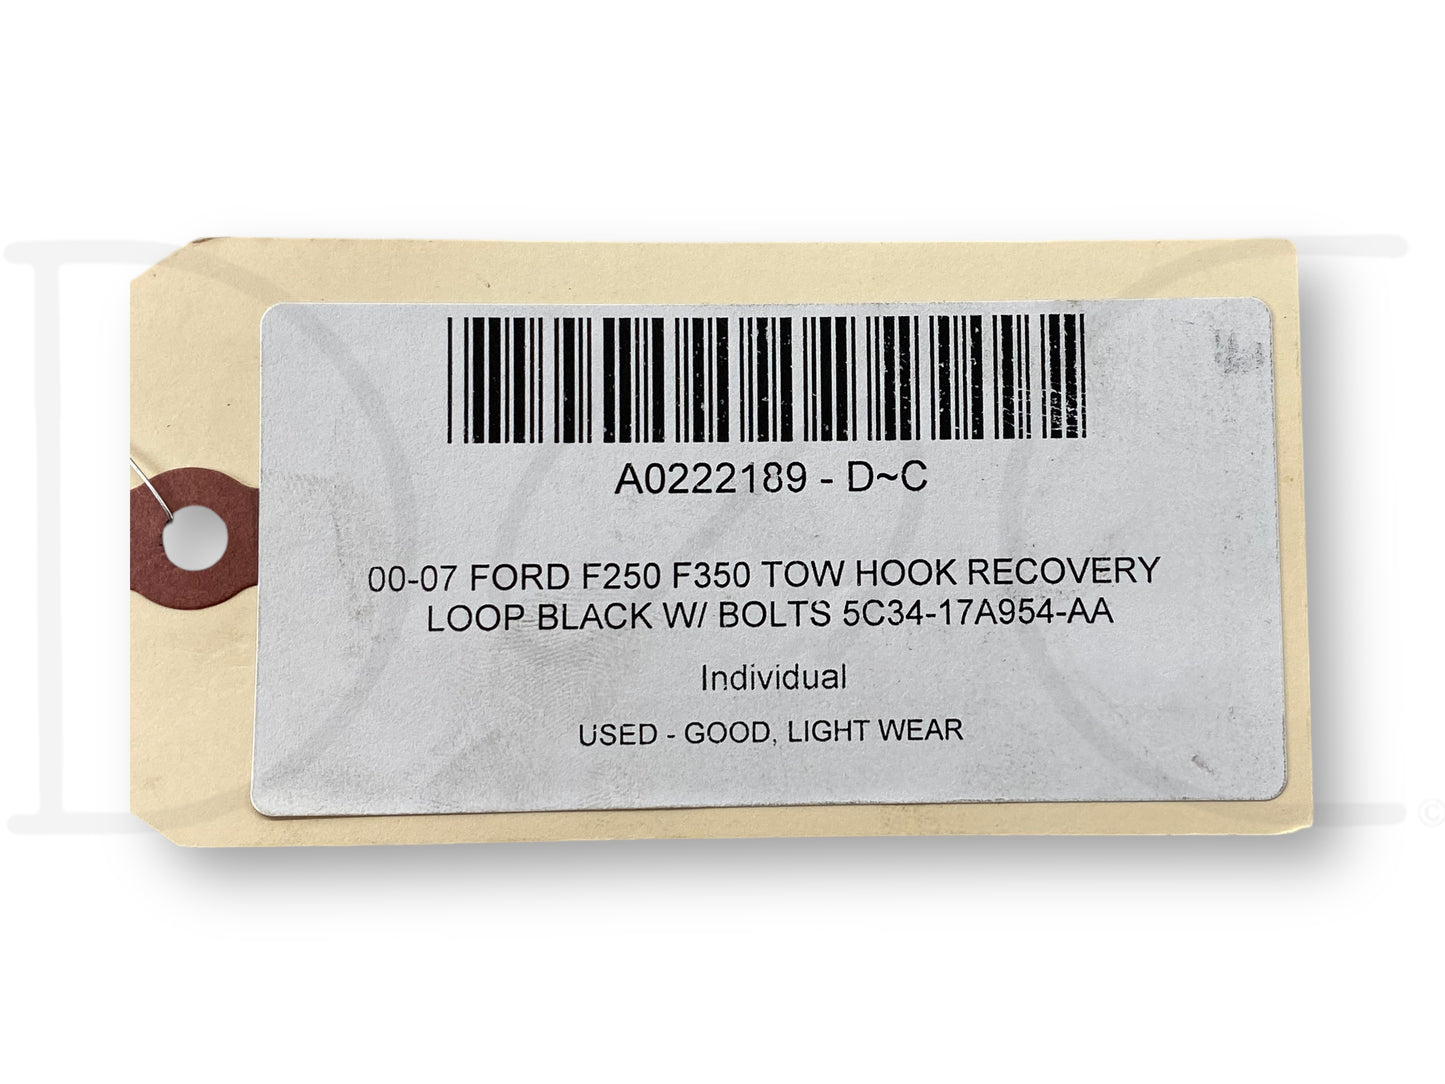 A0222189 - D~C
00-07 FORD F250 F350 TOW HOOK RECOVERY
LOOP BLACK W/ BOLTS 5C34-17A954-AA
Individual
USED - GOOD, LIGHT WEAR
©